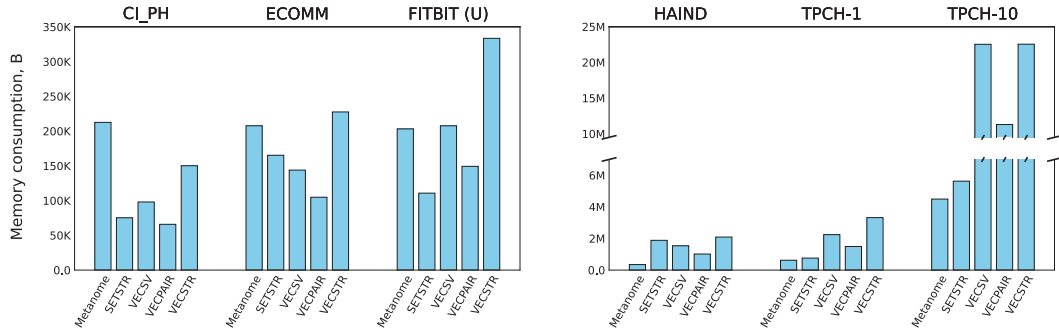 CI_PH ECOMM FITBIT (U)
Memory consumption, B
350K
300K
250K
200K
150K
100K
50K
0.0
Metanome SETSTR VECSV VECPAIR VECSTR Metanome SETSTR VECSV VECPAIR VECSTR Metanome SETSTR VECSV VECPAIR VECSTR
HAIND TPCH-1 TPCH-10
25M
20M
15M
10M
6M
4M
2M
0.0
Metanome SETSTR VECSV VECPAIR VECSTR Metanome SETSTR VECSV VECPAIR VECSTR Metanome SETSTR VECSV VECPAIR VECSTR